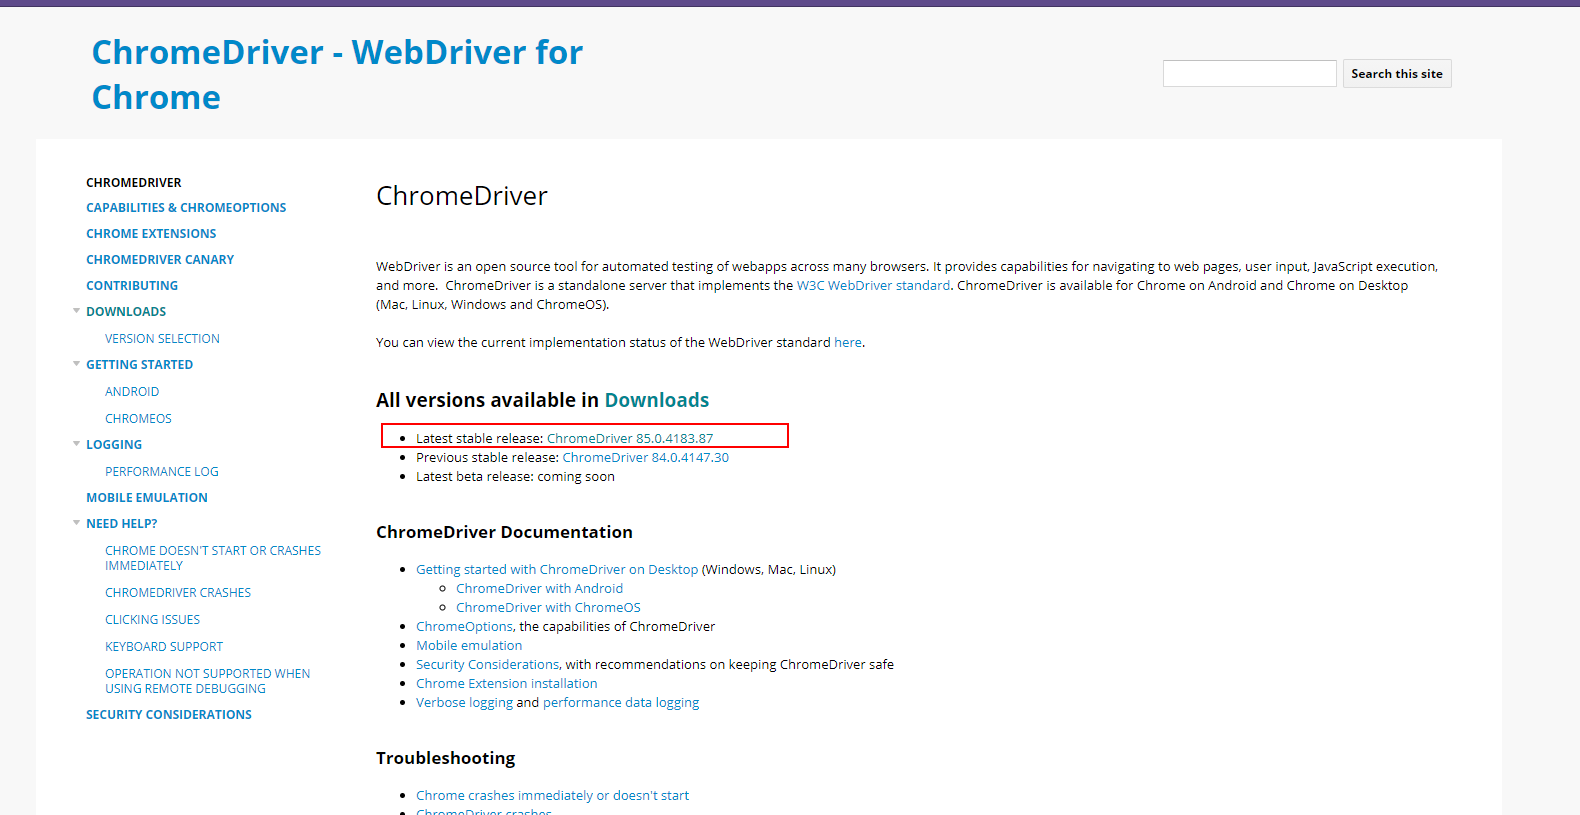 ChromeDriver - WebDriver for
Chrome
Search this site
CHROMEDRIVER
CAPABILITIES & CHROMEOPTIONS
CHROME EXTENSIONS
CHROMEDRIVER CANARY
CONTRIBUTING
DOWNLOADS
VERSION SELECTION
GETTING STARTED
ANDROID
CHROMEOS
LOGGING
PERFORMANCE LOG
MOBILE EMULATION
NEED HELP?
CHROME DOESN'T START OR CRASHES
IMMEDIATELY
CHROMEDRIVER CRASHES
CLICKING ISSUES
KEYBOARD SUPPORT
OPERATION NOT SUPPORTED WHEN
USING REMOTE DEBUGGING
SECURITY CONSIDERATIONS
ChromeDriver
WebDriver is an open source tool for automated testing of webapps across many browsers. It provides capabilities for navigating to web pages, user input, JavaScript execution,
and more.  ChromeDriver is a standalone server that implements the W3C WebDriver standard. ChromeDriver is available for Chrome on Android and Chrome on Desktop
(Mac, Linux, Windows and ChromeOS).
You can view the current implementation status of the WebDriver standard here.
All versions available in Downloads
Latest stable release: ChromeDriver 85.0.4183.87
Previous stable release: ChromeDriver 84.0.4147.30
Latest beta release: coming soon
ChromeDriver Documentation
Getting started with ChromeDriver on Desktop (Windows, Mac, Linux)
ChromeDriver with Android
ChromeDriver with ChromeOS
ChromeOptions, the capabilities of ChromeDriver
Mobile emulation
Security Considerations, with recommendations on keeping ChromeDriver safe
Chrome Extension installation
Verbose logging and performance data logging
Troubleshooting
Chrome crashes immediately or doesn't start
ChromeDriver crashes